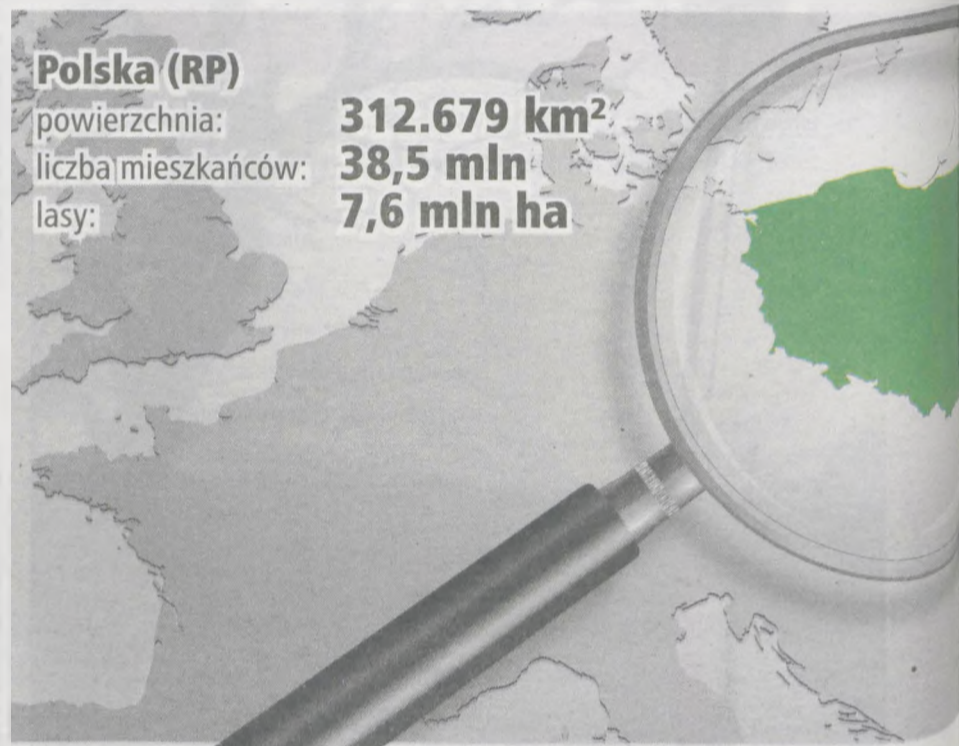 Polska (RP)
powierzchnia: 312.679 km²
liczba mieszkańców: 38,5 mln
lasy: 7,6 mln ha